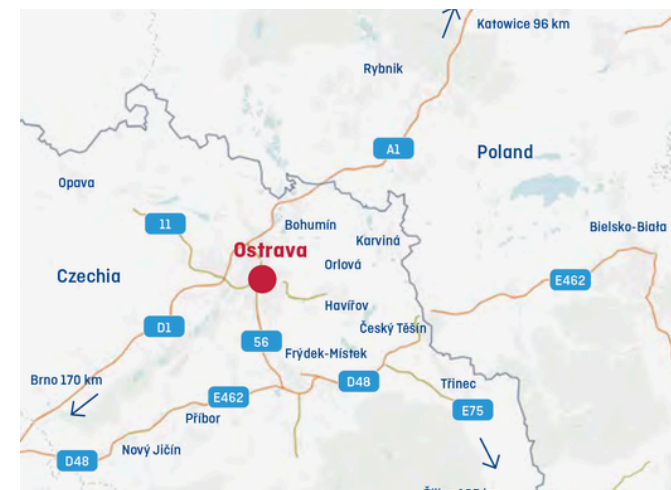 Katowice 96 km
Rybnik
A1
Poland
Opava
11
Bohumín
Bielsko-Biała
Karviná
Ostrava
Orlová
Czechia
E462
Havířov
D1
Český Těšín
56
Frýdek-Místek
Brno 170 km
D48
Třinec
E462
E75
Příbor
Nový Jičín
D48